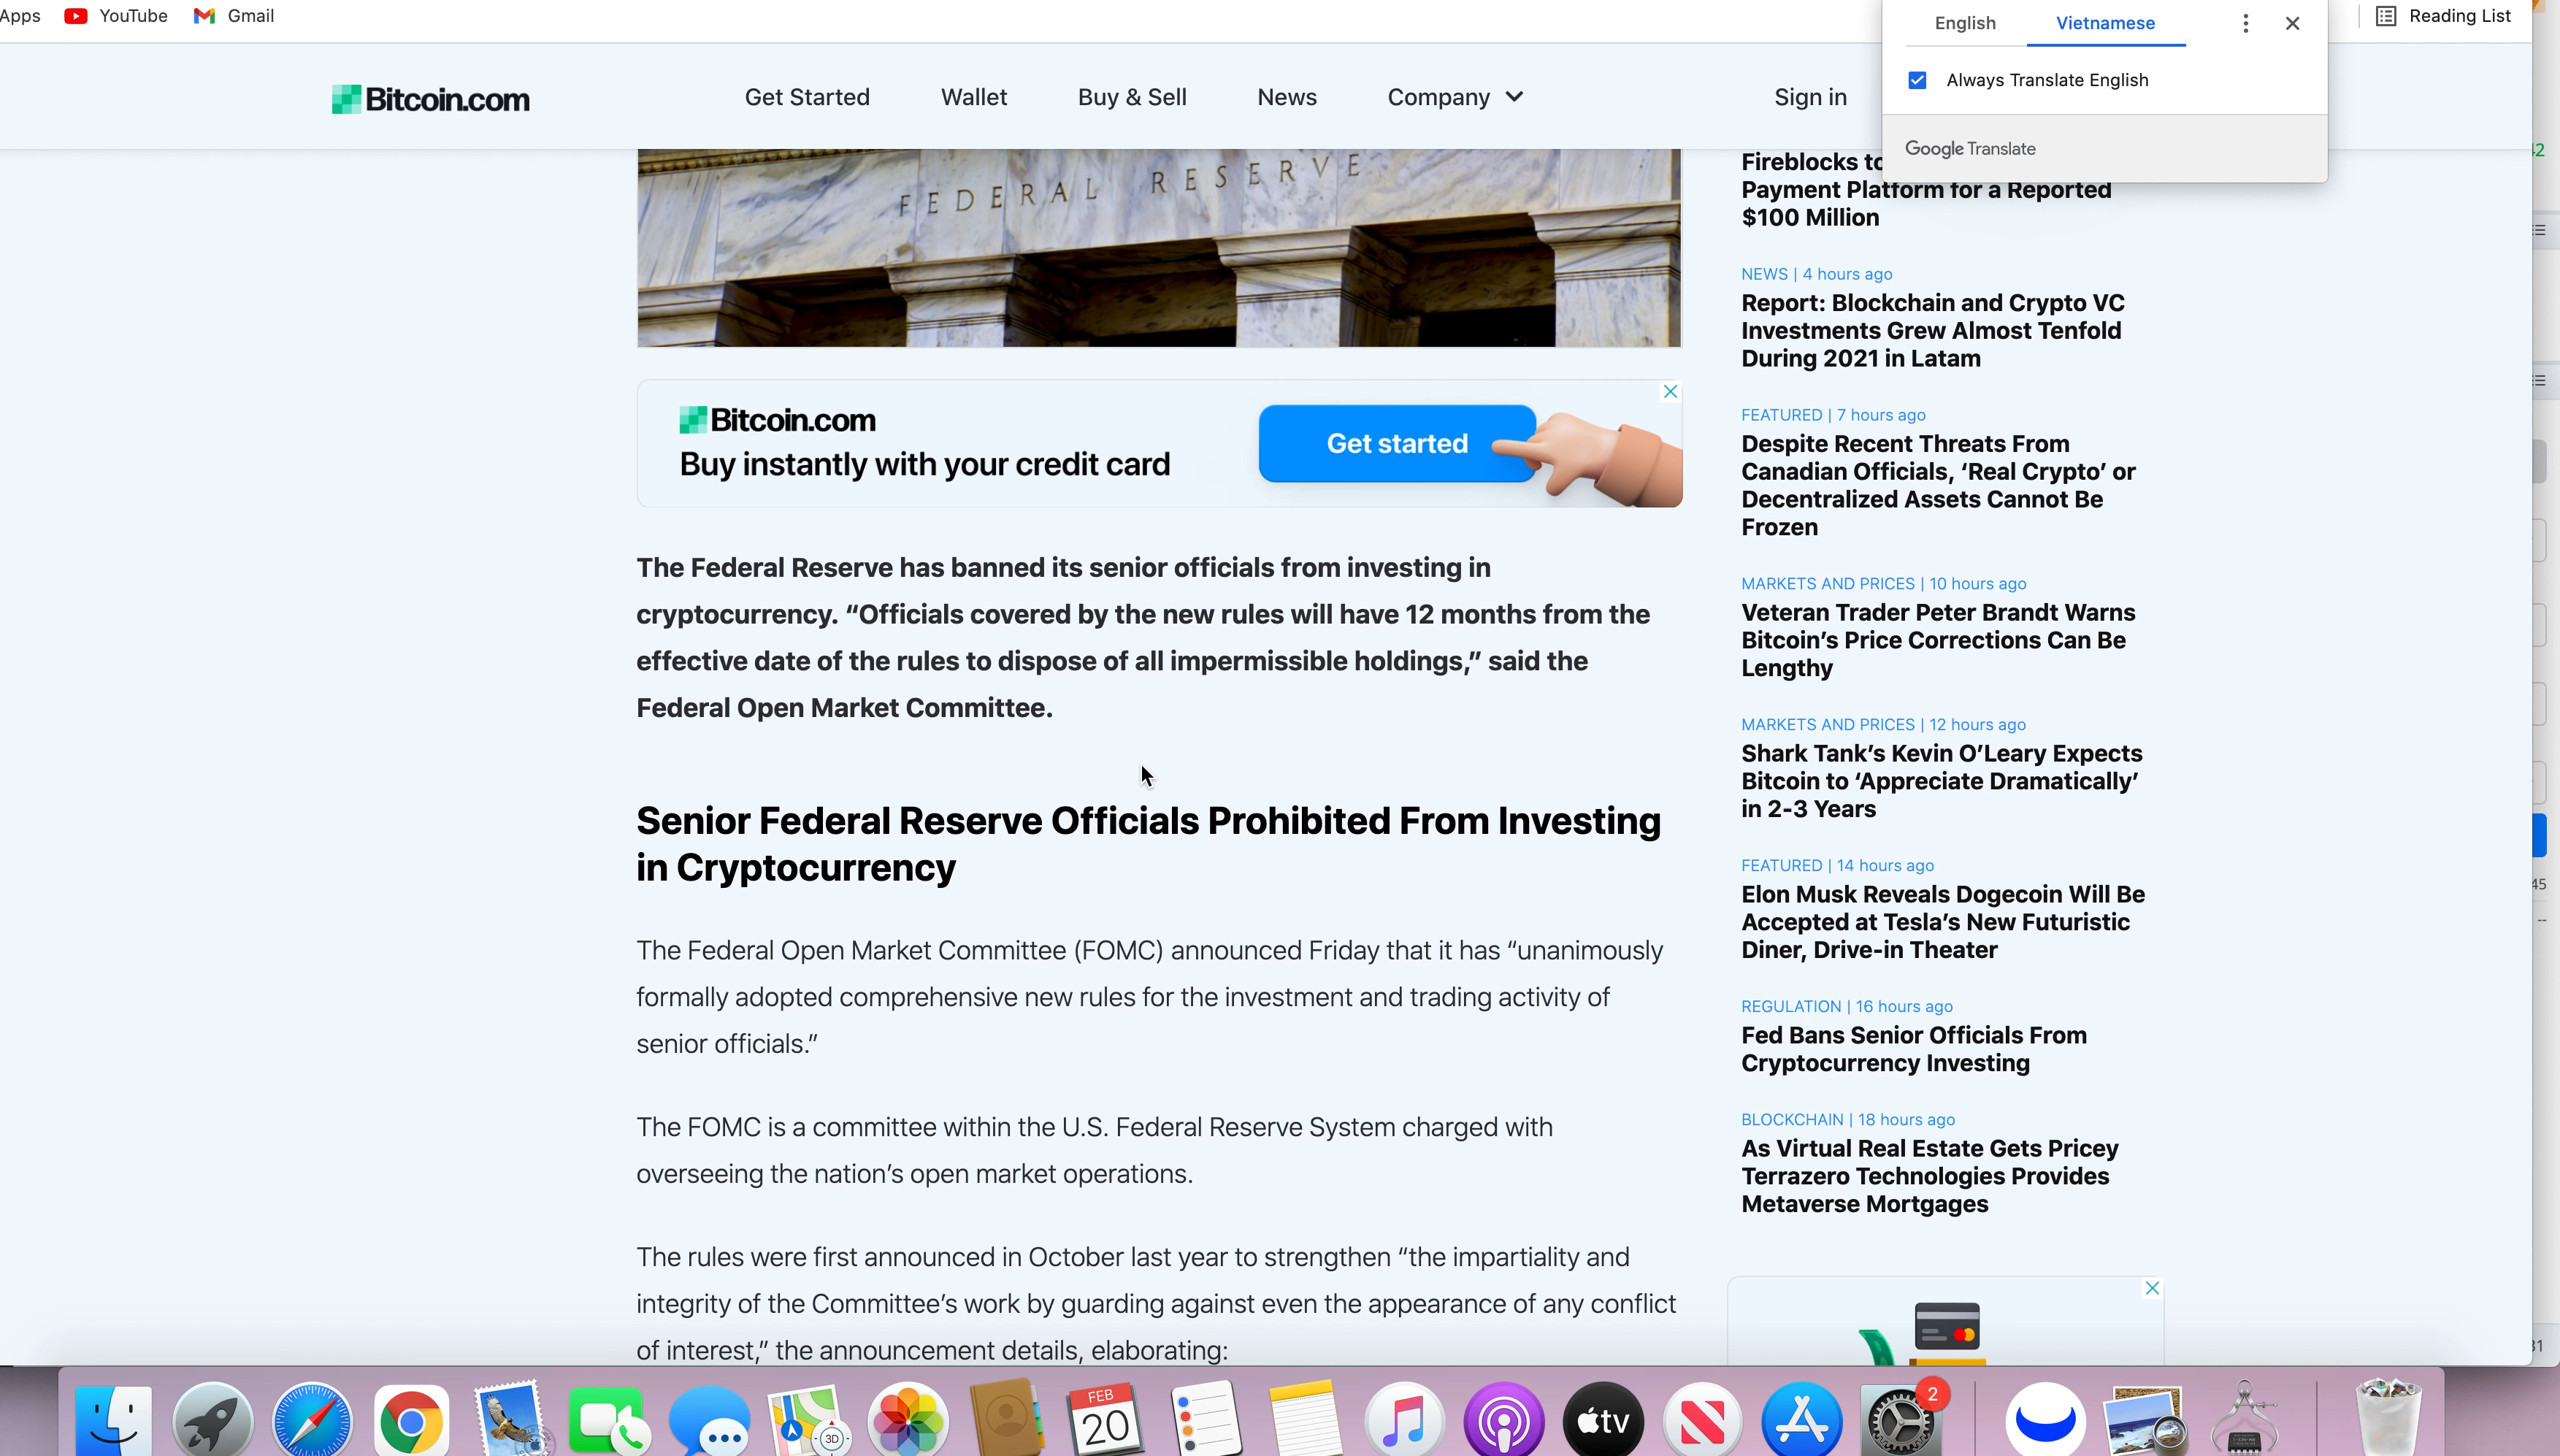 Apps YouTube Gmail
Reading List
English Vietnamese
Always Translate English
Google Translate
Bitcoin.com
Get Started Wallet Buy & Sell News Company Sign in
FEDERAL RESERVE
Bitcoin.com
Buy instantly with your credit card
Get started
The Federal Reserve has banned its senior officials from investing in
cryptocurrency. “Officials covered by the new rules will have 12 months from the
effective date of the rules to dispose of all impermissible holdings,” said the
Federal Open Market Committee.
Senior Federal Reserve Officials Prohibited From Investing
in Cryptocurrency
The Federal Open Market Committee (FOMC) announced Friday that it has “unanimously
formally adopted comprehensive new rules for the investment and trading activity of
senior officials.”
The FOMC is a committee within the U.S. Federal Reserve System charged with
overseeing the nation’s open market operations.
The rules were first announced in October last year to strengthen “the impartiality and
integrity of the Committee’s work by guarding against even the appearance of any conflict
of interest,” the announcement details, elaborating:
Fireblocks to
Payment Platform for a Reported
$100 Million
NEWS | 4 hours ago
Report: Blockchain and Crypto VC
Investments Grew Almost Tenfold
During 2021 in Latam
FEATURED | 7 hours ago
Despite Recent Threats From
Canadian Officials, ‘Real Crypto’ or
Decentralized Assets Cannot Be
Frozen
MARKETS AND PRICES | 10 hours ago
Veteran Trader Peter Brandt Warns
Bitcoin’s Price Corrections Can Be
Lengthy
MARKETS AND PRICES | 12 hours ago
Shark Tank’s Kevin O’Leary Expects
Bitcoin to ‘Appreciate Dramatically’
in 2-3 Years
FEATURED | 14 hours ago
Elon Musk Reveals Dogecoin Will Be
Accepted at Tesla’s New Futuristic
Diner, Drive-in Theater
REGULATION | 16 hours ago
Fed Bans Senior Officials From
Cryptocurrency Investing
BLOCKCHAIN | 18 hours ago
As Virtual Real Estate Gets Pricey
Terrazero Technologies Provides
Metaverse Mortgages
42
45
--
31
3D
FEB
20
tv
2